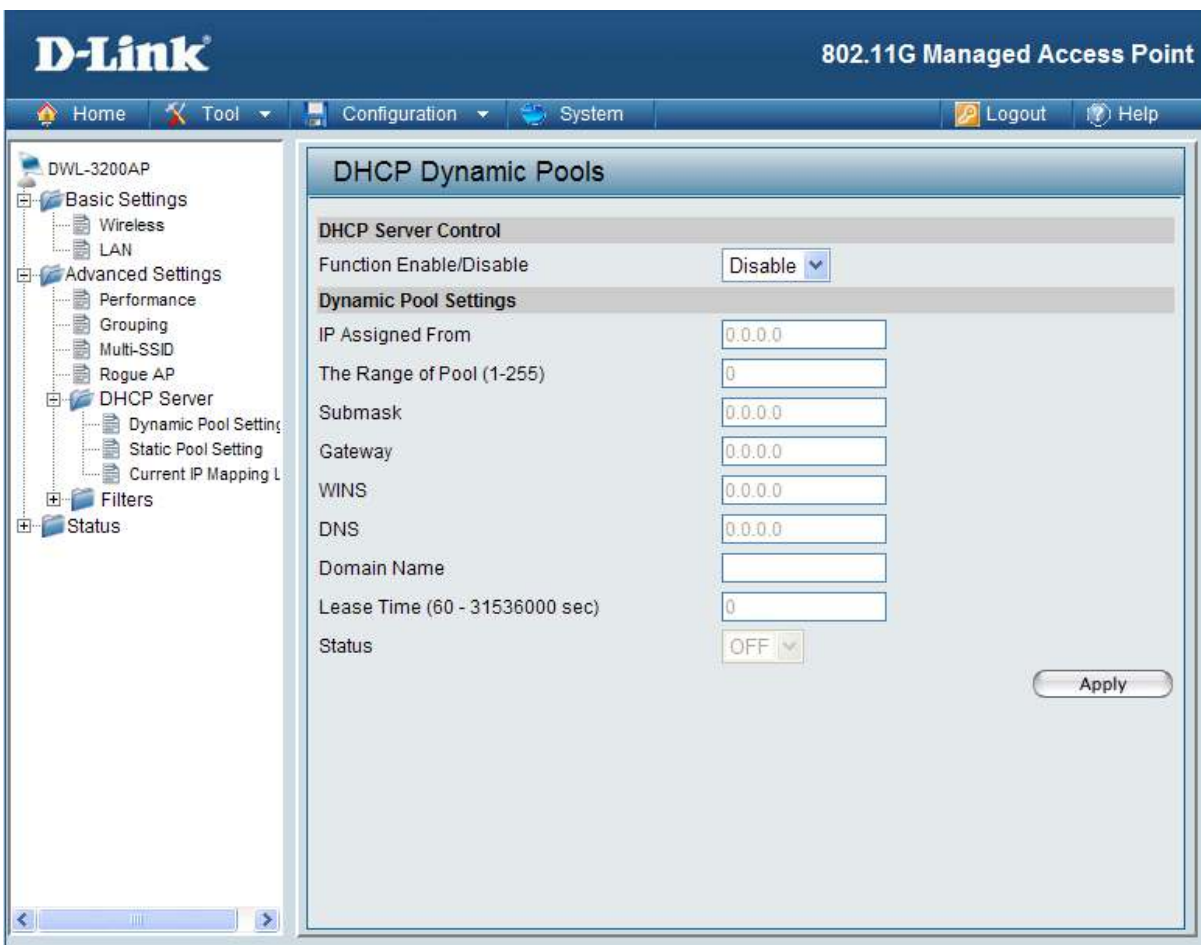 D-Link
802.11G Managed Access Point
Home Tool Configuration System Logout Help
DWL-3200AP
Basic Settings
Wireless
LAN
Advanced Settings
Performance
Grouping
Multi-SSID
Rogue AP
DHCP Server
Dynamic Pool Setting
Static Pool Setting
Current IP Mapping L
Filters
Status
DHCP Dynamic Pools
DHCP Server Control
Function Enable/Disable Disable
Dynamic Pool Settings
IP Assigned From 0.0.0.0
The Range of Pool (1-255) 0
Submask 0.0.0.0
Gateway 0.0.0.0
WINS 0.0.0.0
DNS 0.0.0.0
Domain Name
Lease Time (60 - 31536000 sec) 0
Status OFF
Apply